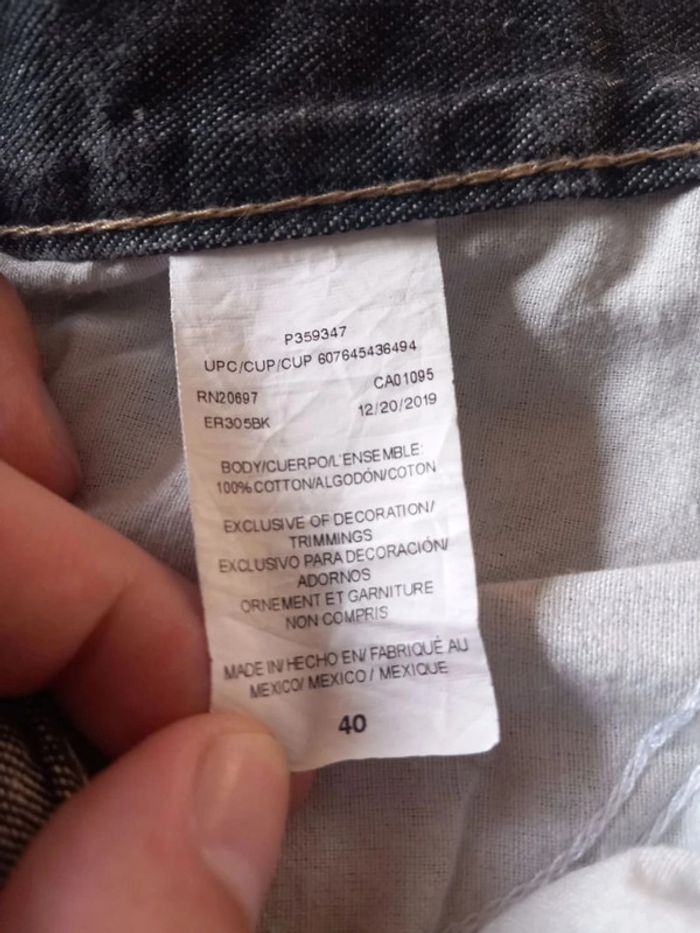 P359347
UPC/CUP/CUP 607645436494
RN20697 CA01095
ER305BK 12/20/2019
BODY/CUERPO/L'ENSEMBLE:
100% COTTON/ALGODÓN/COTON
EXCLUSIVE OF DECORATION/
TRIMMINGS
EXCLUSIVO PARA DECORACIÓN/
ADORNOS
ORNEMENT ET GARNITURE
NON COMPRIS
MADE IN/ HECHO EN/ FABRIQUÉ AU
MEXICO/ MEXICO / MEXIQUE
40